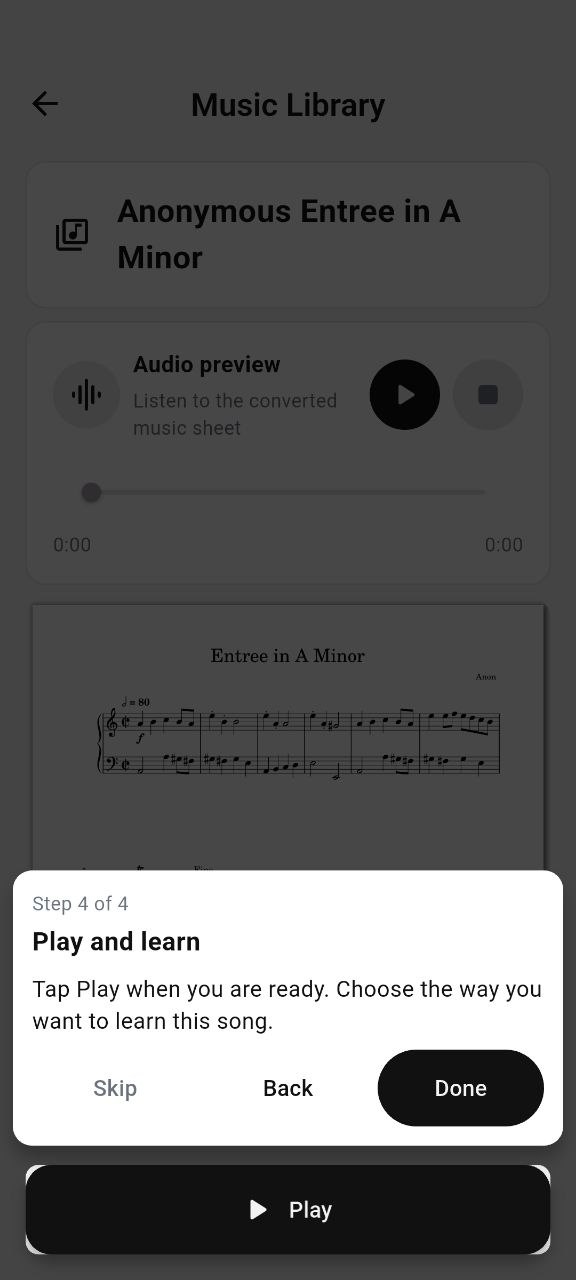 Music Library
Anonymous Entree in A
Minor
Audio preview
Listen to the converted
music sheet
0:00
0:00
Entree in A Minor
Anon
♩ = 80
f
Fine
Step 4 of 4
Play and learn
Tap Play when you are ready. Choose the way you
want to learn this song.
Skip
Back
Done
Play